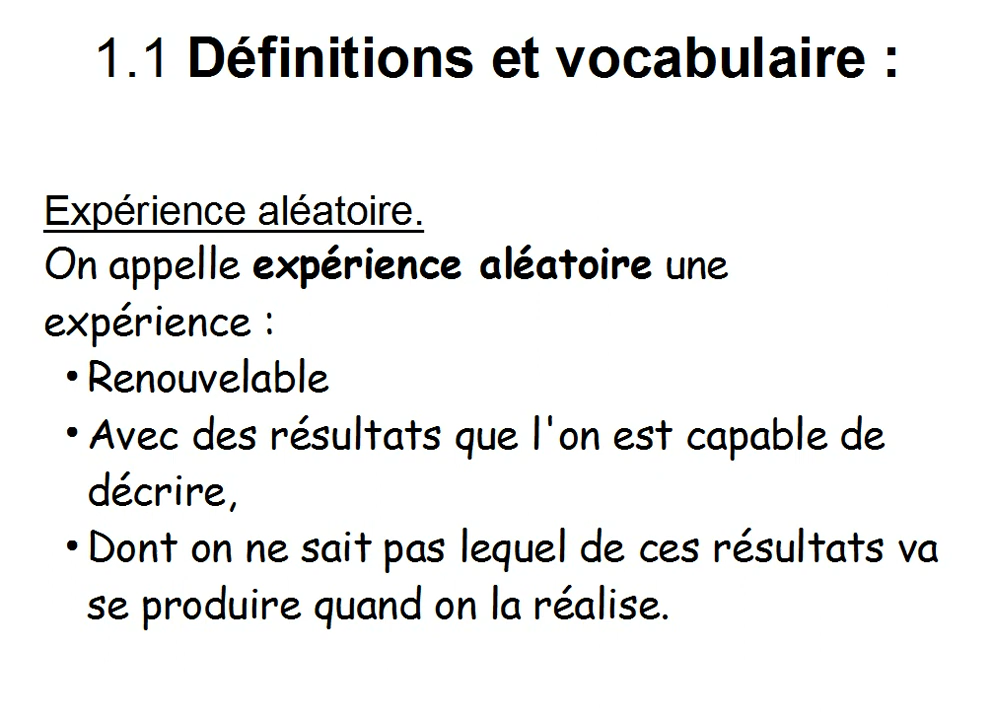 1.1 Définitions et vocabulaire :
Expérience aléatoire.
On appelle expérience aléatoire une
expérience :
• Renouvelable
• Avec des résultats que l'on est capable de
décrire,
• Dont on ne sait pas lequel de ces résultats va
se produire quand on la réalise.